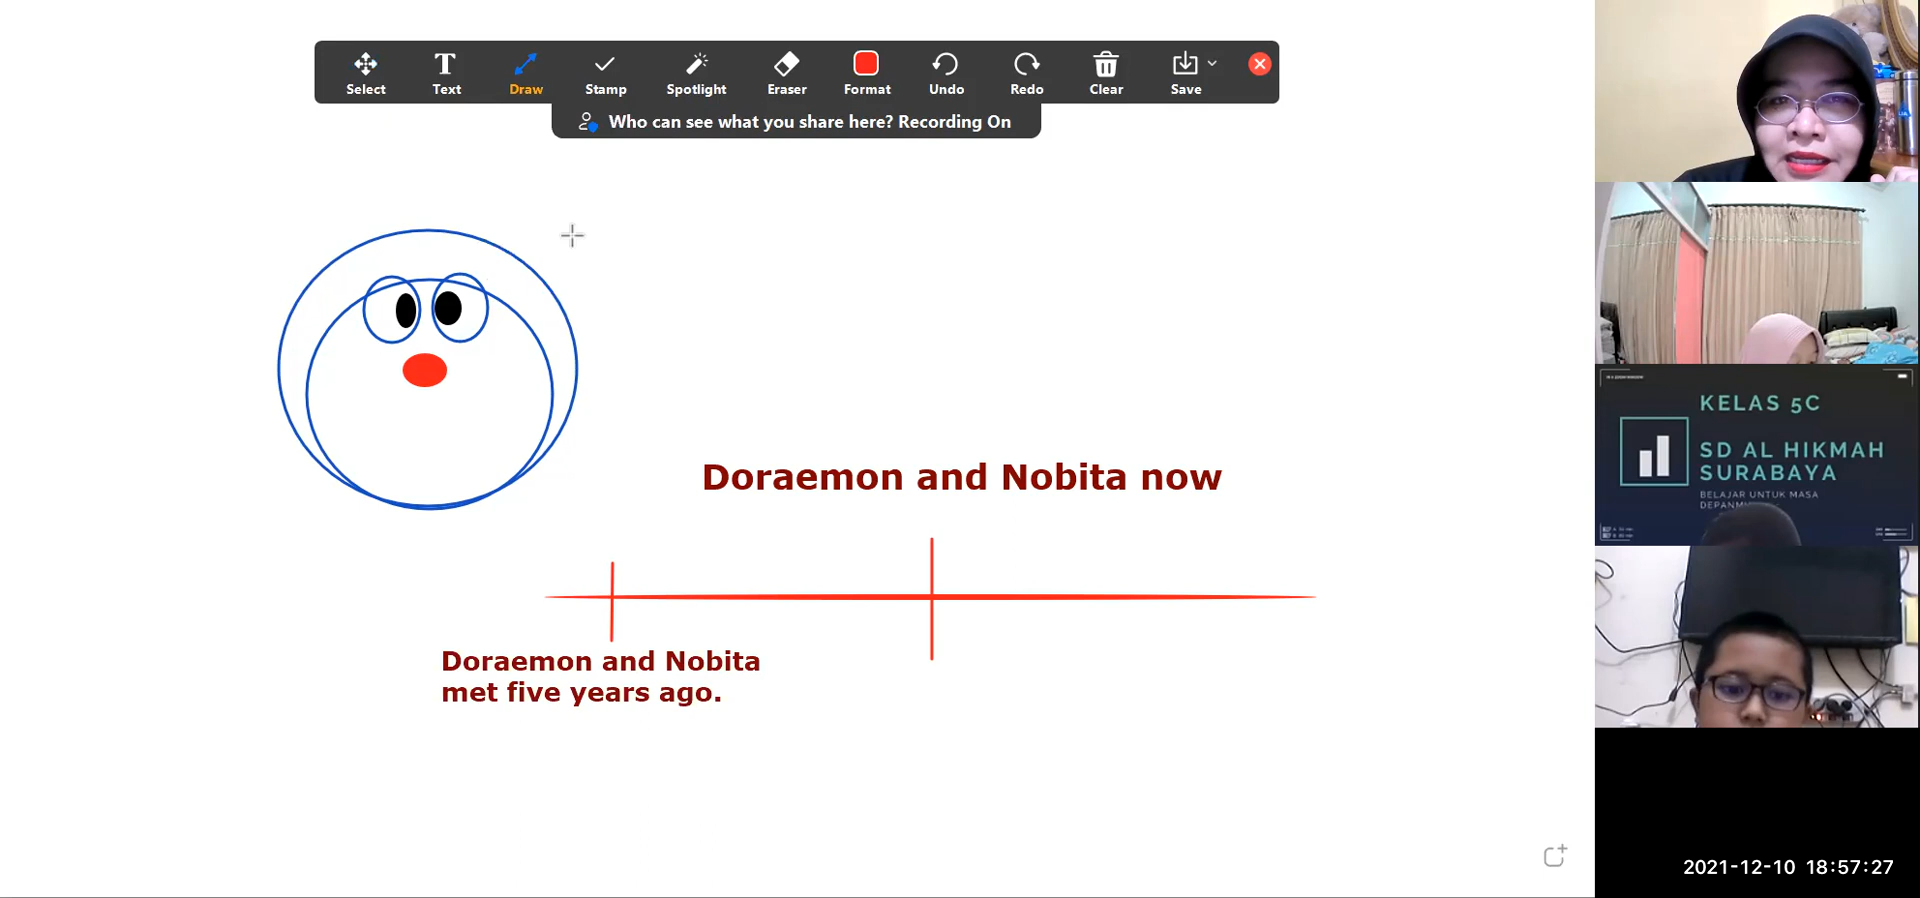 Select
Text
Draw
Stamp
Spotlight
Eraser
Format
Undo
Redo
Clear
Save
Who can see what you share here? Recording On
Doraemon and Nobita now
Doraemon and Nobita
met five years ago.
KELAS 5C
SD AL HIKMAH
SURABAYA
BELAJAR UNTUK MASA
2021-12-10 18:57:27